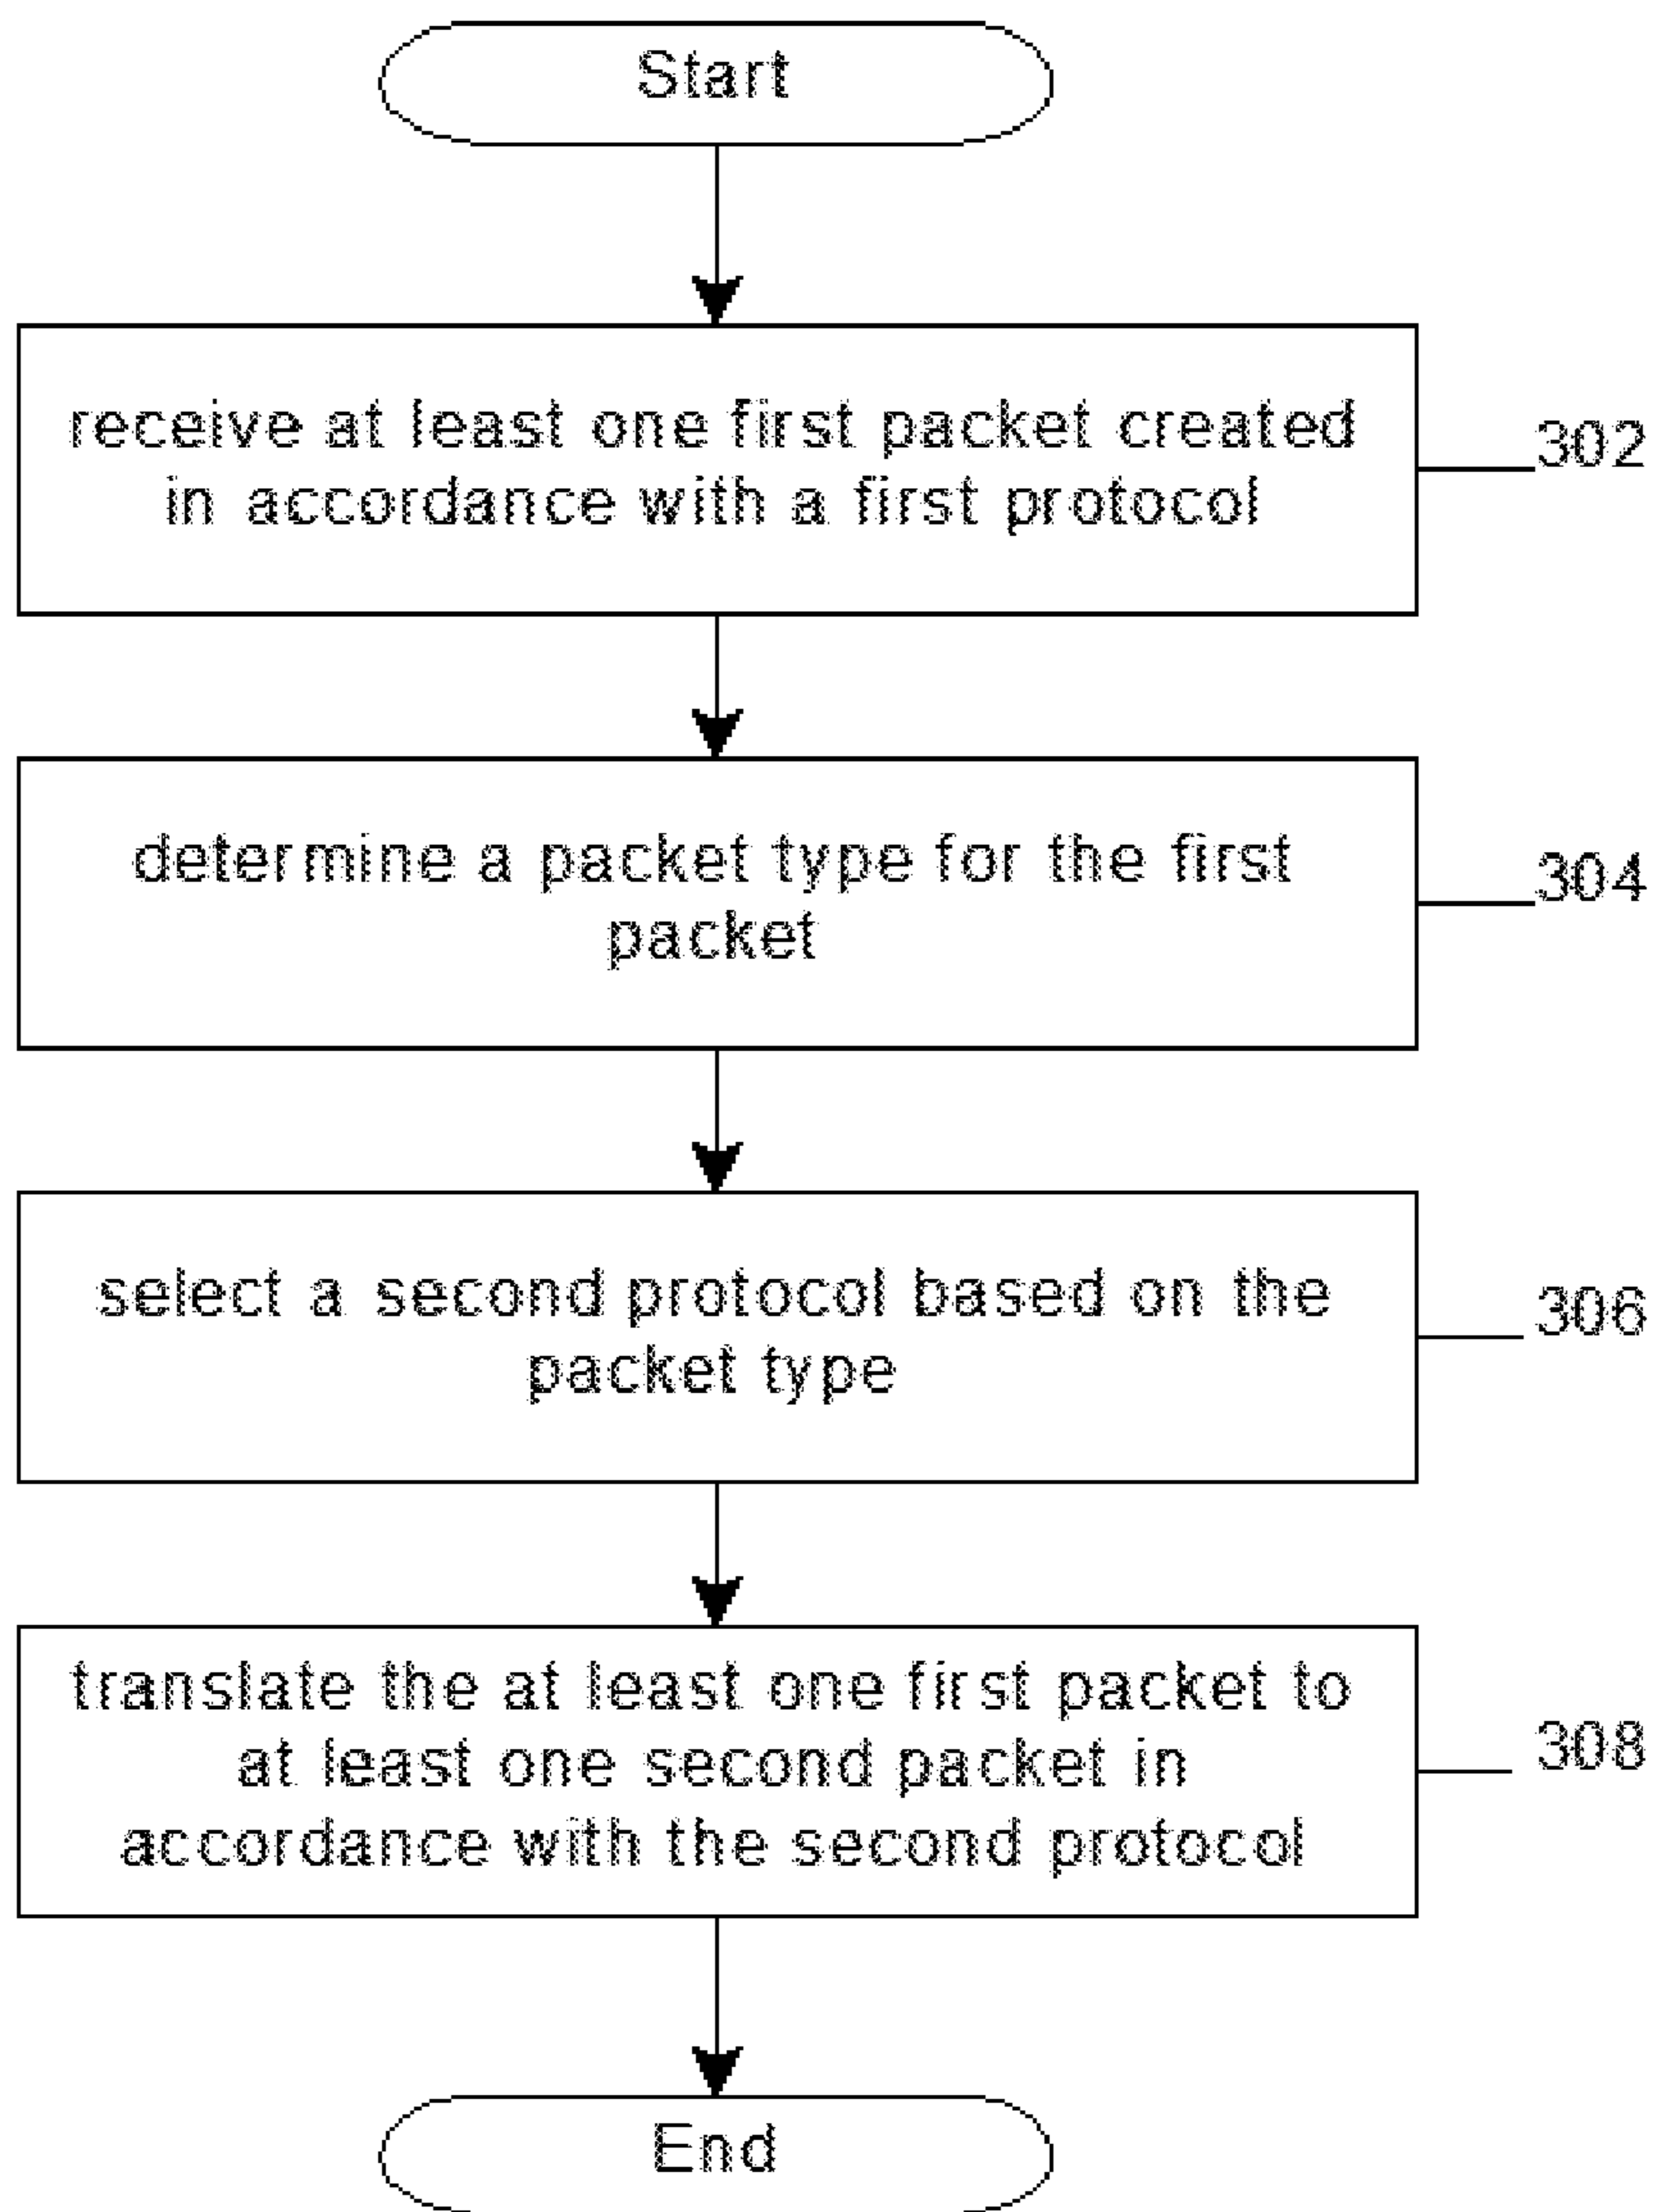 Start
receive at least one first packet created
in accordance with a first protocol
302
determine a packet type for the first
packet
304
select a second protocol based on the
packet type
306
translate the at least one first packet to
at least one second packet in
accordance with the second protocol
308
End